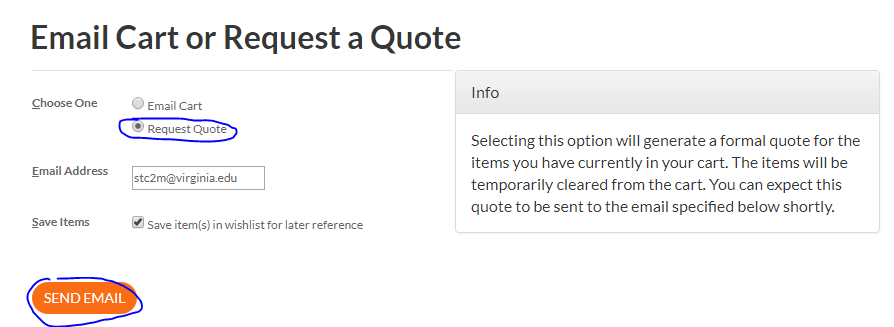 Email Cart or Request a Quote
Choose One
Email Cart
Request Quote
Email Address
stc2m@virginia.edu
Save Items
Save item(s) in wishlist for later reference
SEND EMAIL
Info
Selecting this option will generate a formal quote for the
items you have currently in your cart. The items will be
temporarily cleared from the cart. You can expect this
quote to be sent to the email specified below shortly.